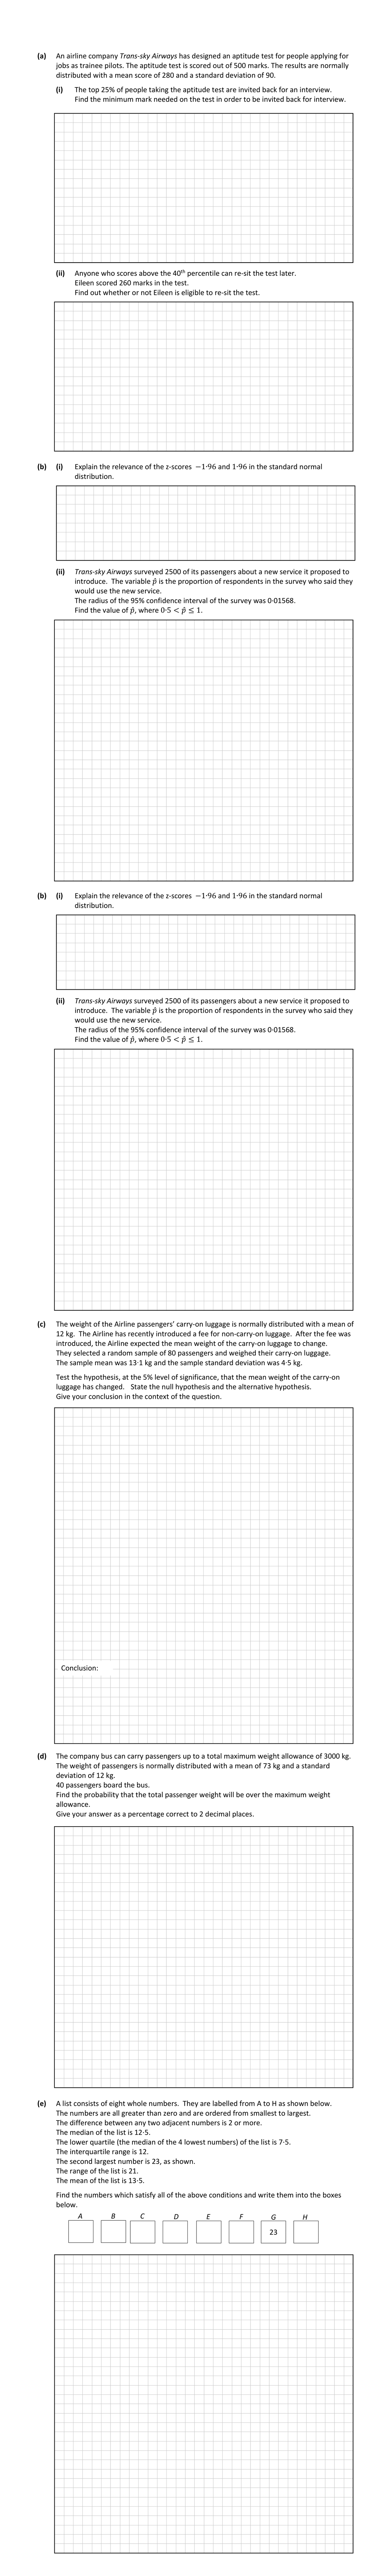 (a) An airline company Trans-sky Airways has designed an aptitude test for people applying for
jobs as trainee pilots. The aptitude test is scored out of 500 marks. The results are normally
distributed with a mean score of 280 and a standard deviation of 90.
(i) The top 25% of people taking the aptitude test are invited back for an interview.
Find the minimum mark needed on the test in order to be invited back for interview.
(ii) Anyone who scores above the 40th percentile can re-sit the test later.
Eileen scored 260 marks in the test.
Find out whether or not Eileen is eligible to re-sit the test.
(b) (i) Explain the relevance of the z-scores −1·96 and 1·96 in the standard normal
distribution.
(ii) Trans-sky Airways surveyed 2500 of its passengers about a new service it proposed to
introduce. The variable p̂ is the proportion of respondents in the survey who said they
would use the new service.
The radius of the 95% confidence interval of the survey was 0·01568.
Find the value of p̂, where 0·5 < p̂ ≤ 1.
(b) (i) Explain the relevance of the z-scores −1·96 and 1·96 in the standard normal
distribution.
(ii) Trans-sky Airways surveyed 2500 of its passengers about a new service it proposed to
introduce. The variable p̂ is the proportion of respondents in the survey who said they
would use the new service.
The radius of the 95% confidence interval of the survey was 0·01568.
Find the value of p̂, where 0·5 < p̂ ≤ 1.
(c) The weight of the Airline passengers' carry-on luggage is normally distributed with a mean of
12 kg. The Airline has recently introduced a fee for non-carry-on luggage. After the fee was
introduced, the Airline expected the mean weight of the carry-on luggage to change.
They selected a random sample of 80 passengers and weighed their carry-on luggage.
The sample mean was 13·1 kg and the sample standard deviation was 4·5 kg.
Test the hypothesis, at the 5% level of significance, that the mean weight of the carry-on
luggage has changed. State the null hypothesis and the alternative hypothesis.
Give your conclusion in the context of the question.
Conclusion:
(d) The company bus can carry passengers up to a total maximum weight allowance of 3000 kg.
The weight of passengers is normally distributed with a mean of 73 kg and a standard
deviation of 12 kg.
40 passengers board the bus.
Find the probability that the total passenger weight will be over the maximum weight
allowance.
Give your answer as a percentage correct to 2 decimal places.
(e) A list consists of eight whole numbers. They are labelled from A to H as shown below.
The numbers are all greater than zero and are ordered from smallest to largest.
The difference between any two adjacent numbers is 2 or more.
The median of the list is 12·5.
The lower quartile (the median of the 4 lowest numbers) of the list is 7·5.
The interquartile range is 12.
The second largest number is 23, as shown.
The range of the list is 21.
The mean of the list is 13·5.
Find the numbers which satisfy all of the above conditions and write them into the boxes
below.
A B C D E F G H
23